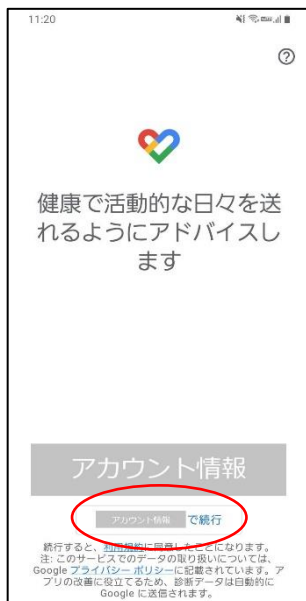 11:20
健康で活動的な日々を送
れるようにアドバイスし
ます
アカウント情報
アカウント情報 で続行
続行すると、利用規約に同意したことになります。
注: このサービスでのデータの取り扱いについては、
Google プライバシー ポリシーに記載されています。ア
プリの改善に役立てるため、診断データは自動的に
Google に送信されます。